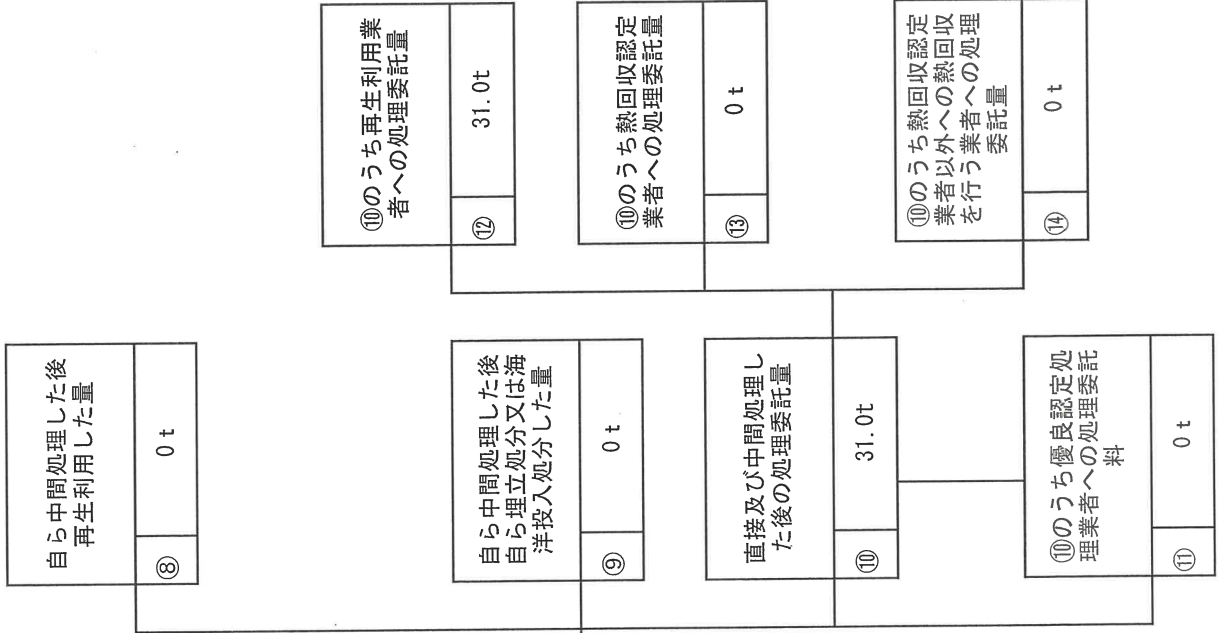 自ら中間処理した後
再生利用した量
⑧
0 t
自ら中間処理した後
自ら埋立処分又は海
洋投入処分した量
⑨
0 t
直接及び中間処理し
た後の処理委託量
⑩
31.0t
⑩のうち優良認定処
理業者への処理委託
料
⑪
0 t
⑩のうち再生利用業
者への処理委託量
⑫
31.0t
⑩のうち熱回収認定
業者への処理委託量
⑬
0 t
⑩のうち熱回収認定
業者以外への熱回収
を行う業者への処理
委託量
⑭
0 t